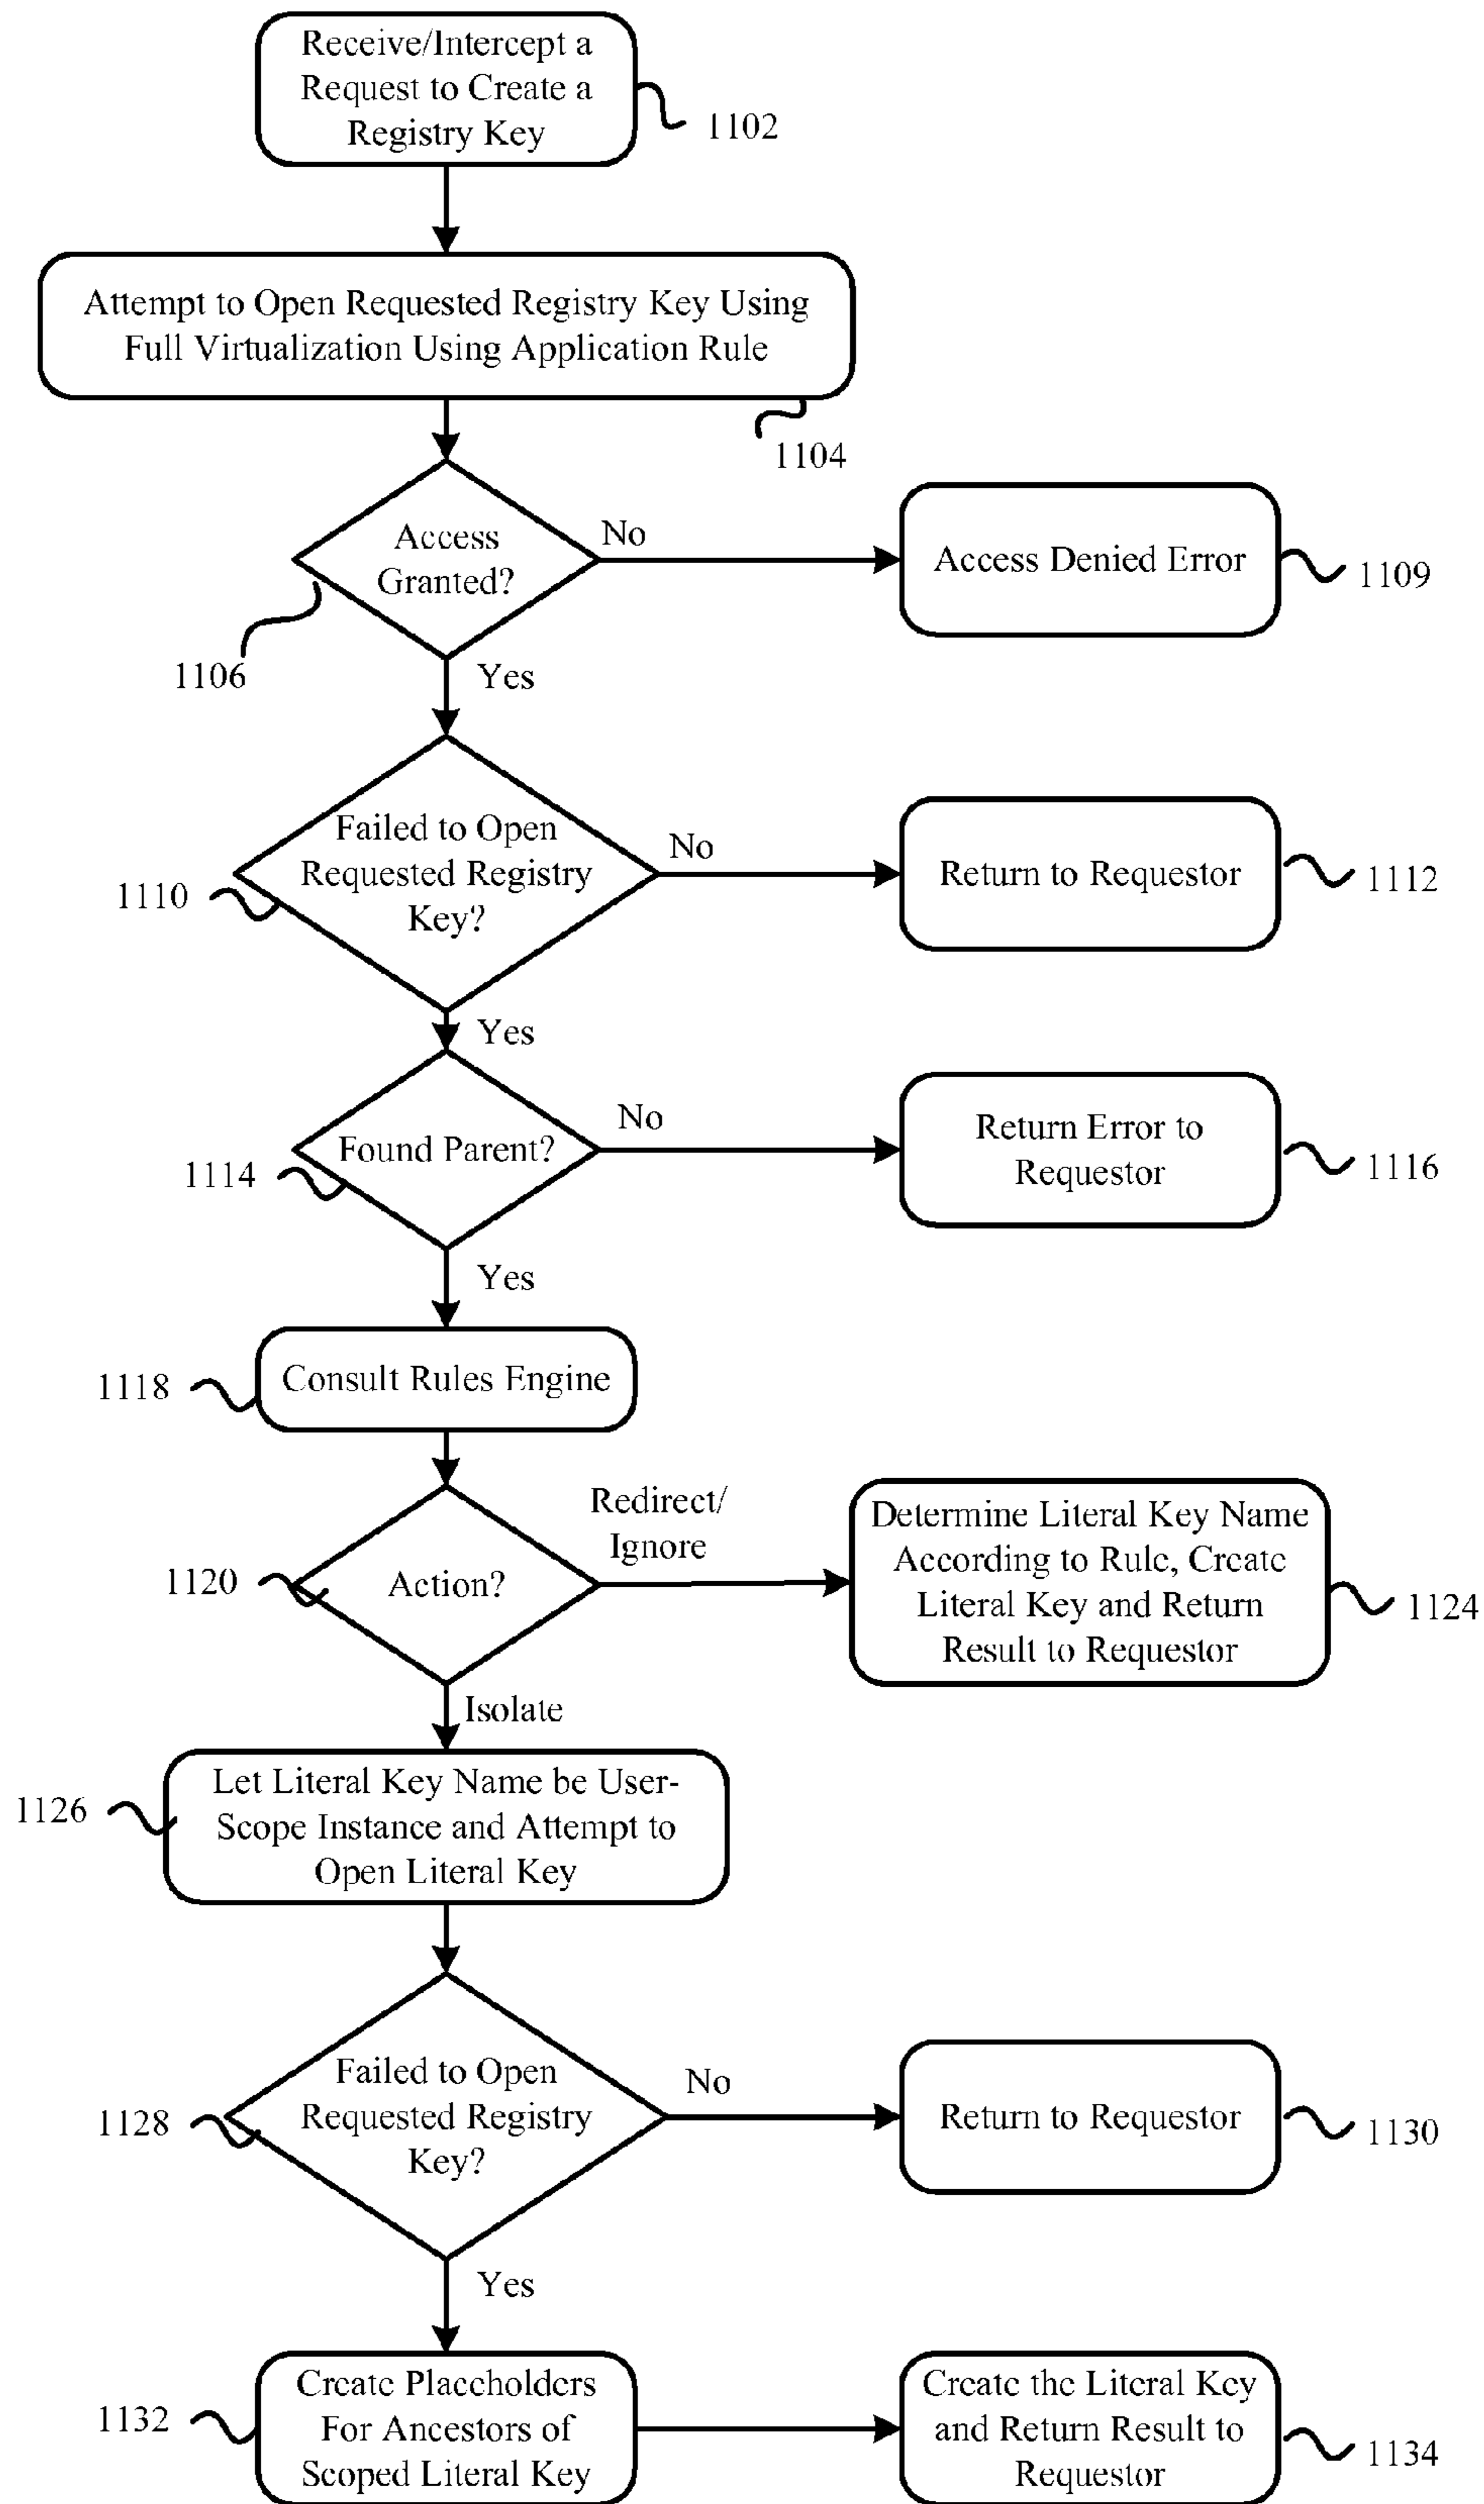 Receive/Intercept a
Request to Create a
Registry Key
1102
Attempt to Open Requested Registry Key Using
Full Virtualization Using Application Rule
1104
Access
Granted?
No
Access Denied Error
1109
1106
Yes
Failed to Open
Requested Registry
Key?
No
Return to Requestor
1112
1110
Yes
Found Parent?
No
Return Error to
Requestor
1116
1114
Yes
Consult Rules Engine
1118
Action?
1120
Redirect/
Ignore
Determine Literal Key Name
According to Rule, Create
Literal Key and Return
Result to Requestor
1124
Isolate
Let Literal Key Name be User-
Scope Instance and Attempt to
Open Literal Key
1126
Failed to Open
Requested Registry
Key?
1128
No
Return to Requestor
1130
Yes
Create Placeholders
For Ancestors of
Scoped Literal Key
1132
Create the Literal Key
and Return Result to
Requestor
1134